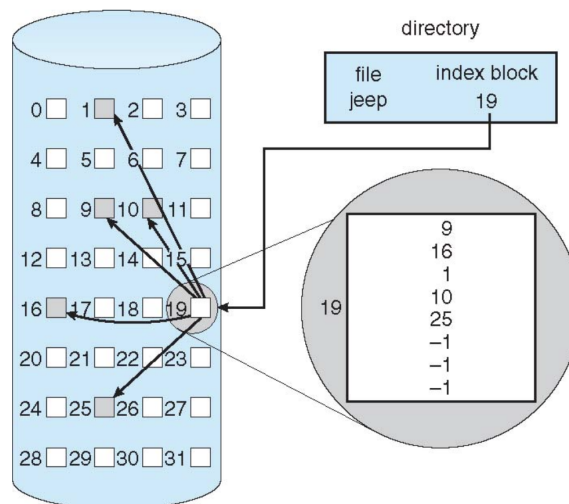 directory
file index block
jeep 19
0 1 2 3
4 5 6 7
8 9 10 11
12 13 14 15
16 17 18 19
20 21 22 23
24 25 26 27
28 29 30 31
19
9
16
1
10
25
–1
–1
–1